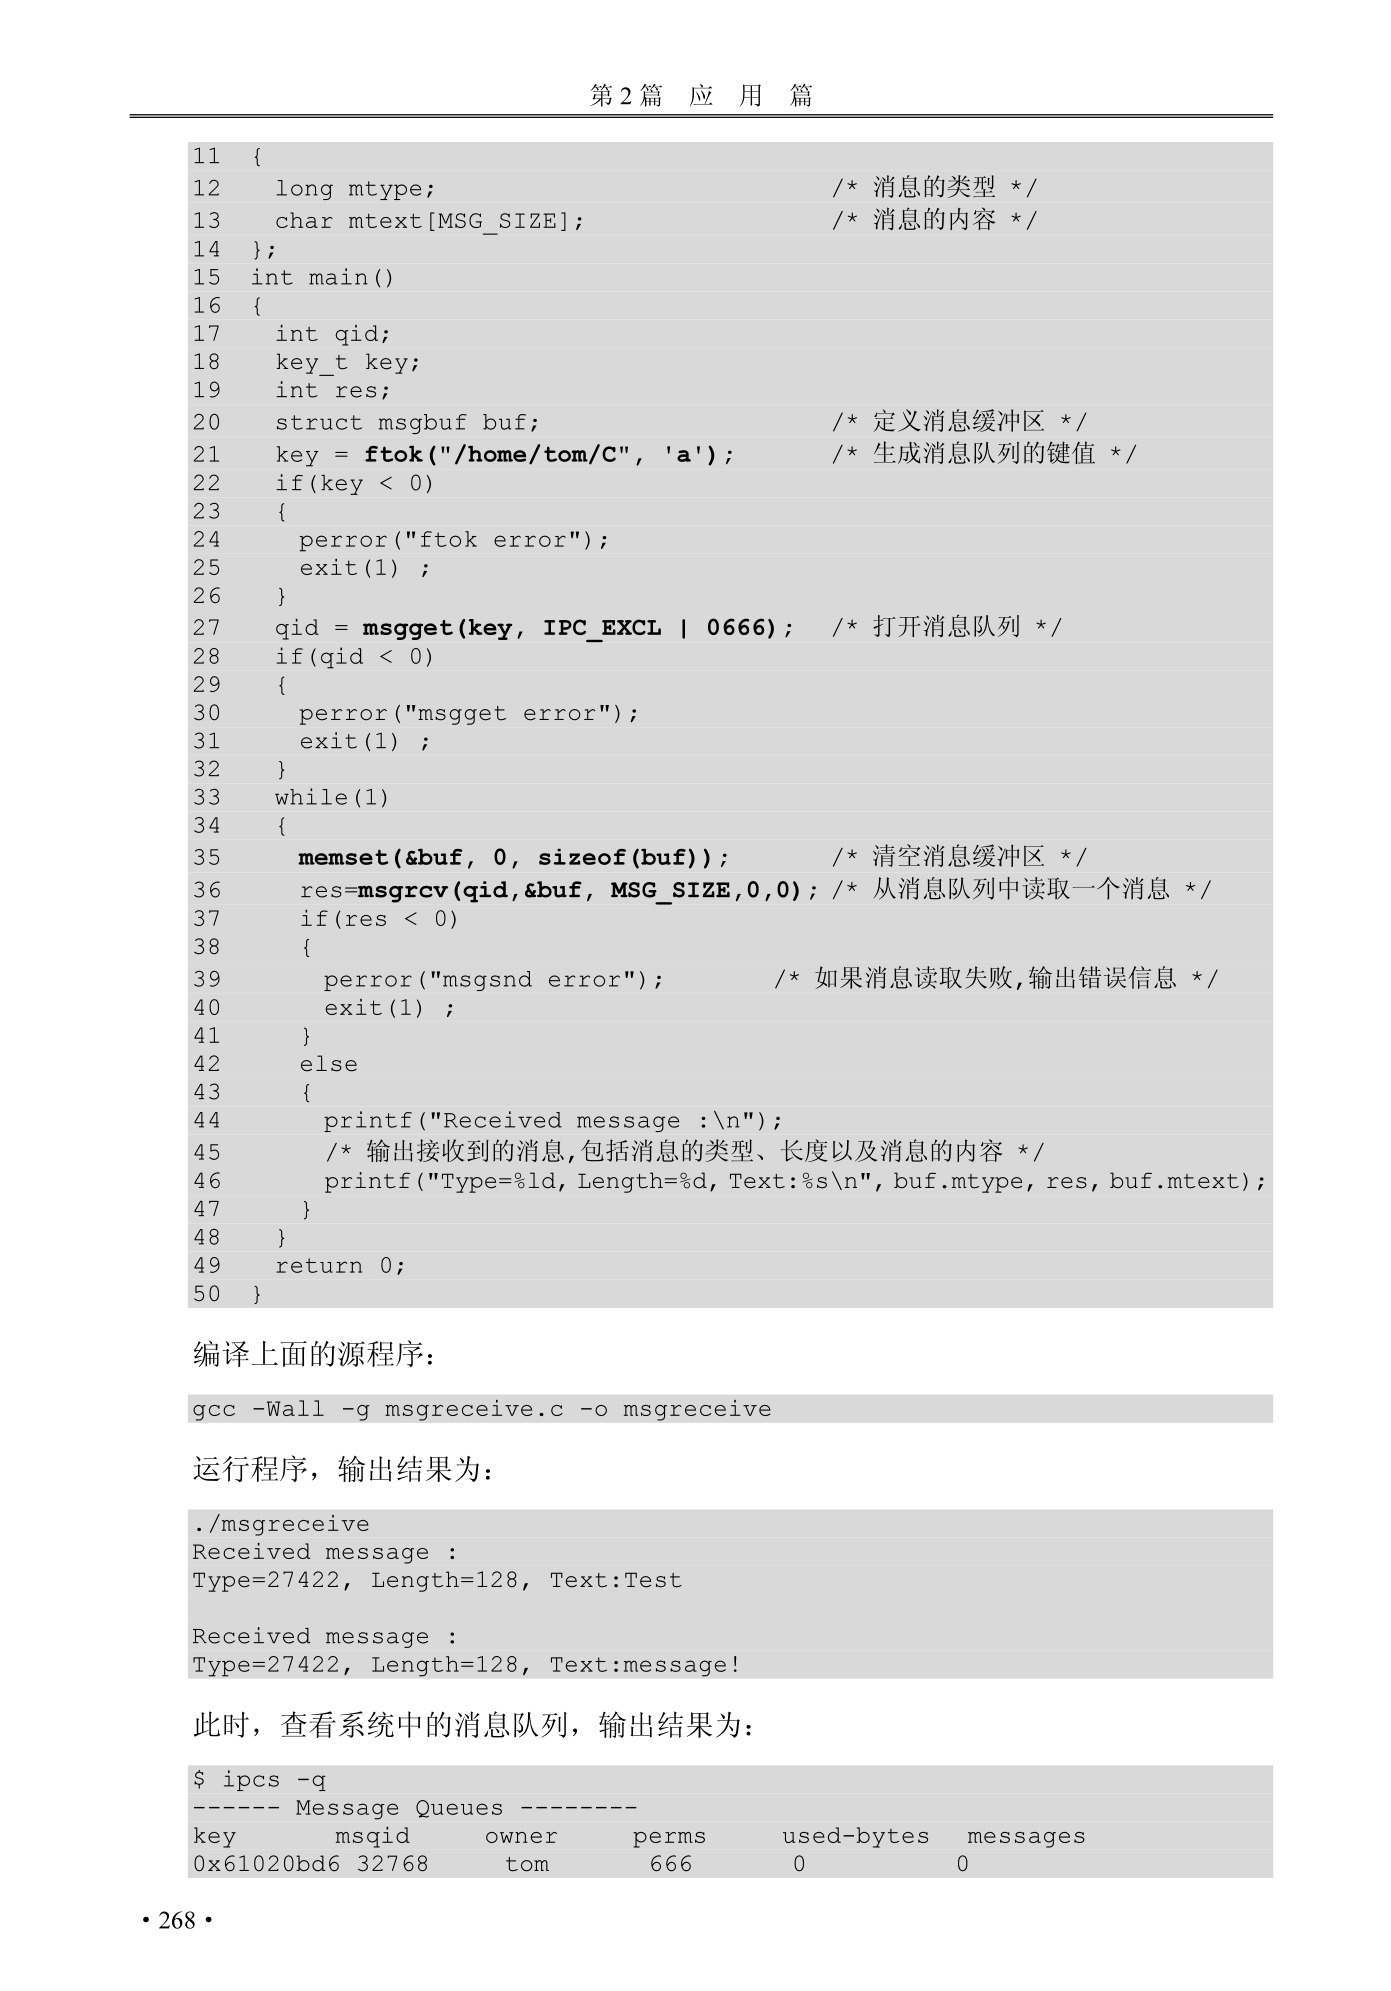 第 2 篇 应 用 篇
11 {
12   long mtype;                          /* 消息的类型 */
13   char mtext[MSG_SIZE];                /* 消息的内容 */
14 };
15 int main()
16 {
17   int qid;
18   key_t key;
19   int res;
20   struct msgbuf buf;                   /* 定义消息缓冲区 */
21   key = ftok("/home/tom/C", 'a');      /* 生成消息队列的键值 */
22   if(key < 0)
23   {
24     perror("ftok error");
25     exit(1) ;
26   }
27   qid = msgget(key, IPC_EXCL | 0666);  /* 打开消息队列 */
28   if(qid < 0)
29   {
30     perror("msgget error");
31     exit(1) ;
32   }
33   while(1)
34   {
35     memset(&buf, 0, sizeof(buf));      /* 清空消息缓冲区 */
36     res=msgrcv(qid,&buf, MSG_SIZE,0,0); /* 从消息队列中读取一个消息 */
37     if(res < 0)
38     {
39       perror("msgsnd error");       /* 如果消息读取失败,输出错误信息 */
40       exit(1) ;
41     }
42     else
43     {
44       printf("Received message :\n");
45       /* 输出接收到的消息,包括消息的类型、长度以及消息的内容 */
46       printf("Type=%ld, Length=%d, Text:%s\n", buf.mtype, res, buf.mtext);
47     }
48   }
49   return 0;
50 }
编译上面的源程序：
gcc -Wall -g msgreceive.c -o msgreceive
运行程序，输出结果为：
./msgreceive
Received message :
Type=27422, Length=128, Text:Test
Received message :
Type=27422, Length=128, Text:message!
此时，查看系统中的消息队列，输出结果为：
$ ipcs -q
------ Message Queues --------
key msqid owner perms used-bytes messages
0x61020bd6 32768 tom 666 0 0
· 268 ·